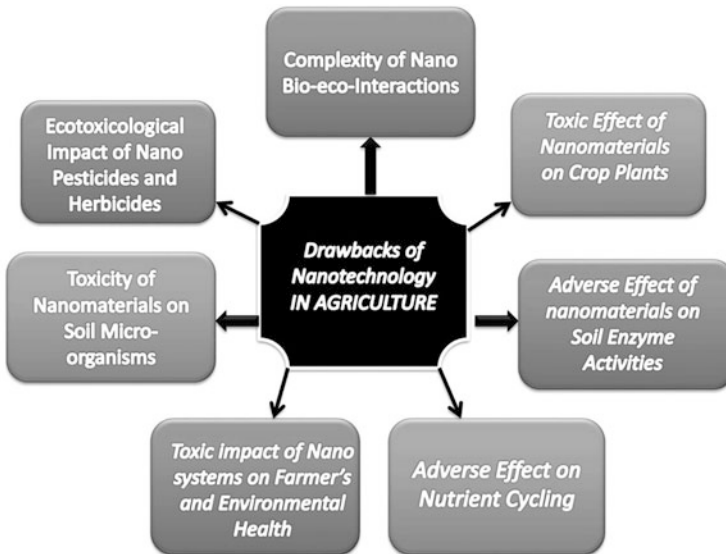 Complexity of Nano
Bio-eco-Interactions
Ecotoxicological
Impact of Nano
Pesticides and
Herbicides
Toxic Effect of
Nanomaterials
on Crop Plants
Drawbacks of
Nanotechnology
IN AGRICULTURE
Toxicity of
Nanomaterials on
Soil Micro-
organisms
Adverse Effect of
nanomaterials on
Soil Enzyme
Activities
Toxic impact of Nano
systems on Farmer's
and Environmental
Health
Adverse Effect on
Nutrient Cycling